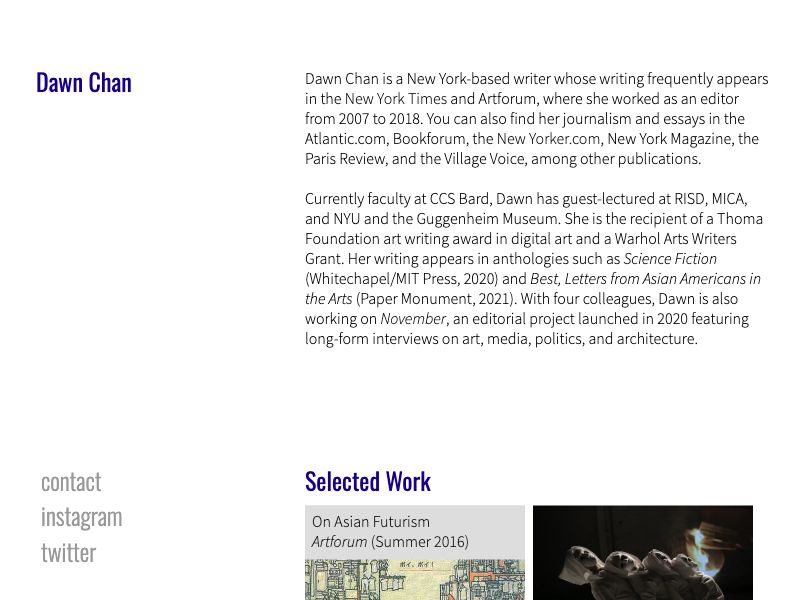 Dawn Chan
Dawn Chan is a New York-based writer whose writing frequently appears
in the New York Times and Artforum, where she worked as an editor
from 2007 to 2018. You can also find her journalism and essays in the
Atlantic.com, Bookforum, the New Yorker.com, New York Magazine, the
Paris Review, and the Village Voice, among other publications.
Currently faculty at CCS Bard, Dawn has guest-lectured at RISD, MICA,
and NYU and the Guggenheim Museum. She is the recipient of a Thoma
Foundation art writing award in digital art and a Warhol Arts Writers
Grant. Her writing appears in anthologies such as Science Fiction
(Whitechapel/MIT Press, 2020) and Best, Letters from Asian Americans in
the Arts (Paper Monument, 2021). With four colleagues, Dawn is also
working on November, an editorial project launched in 2020 featuring
long-form interviews on art, media, politics, and architecture.
contact
instagram
twitter
Selected Work
On Asian Futurism
Artforum (Summer 2016)